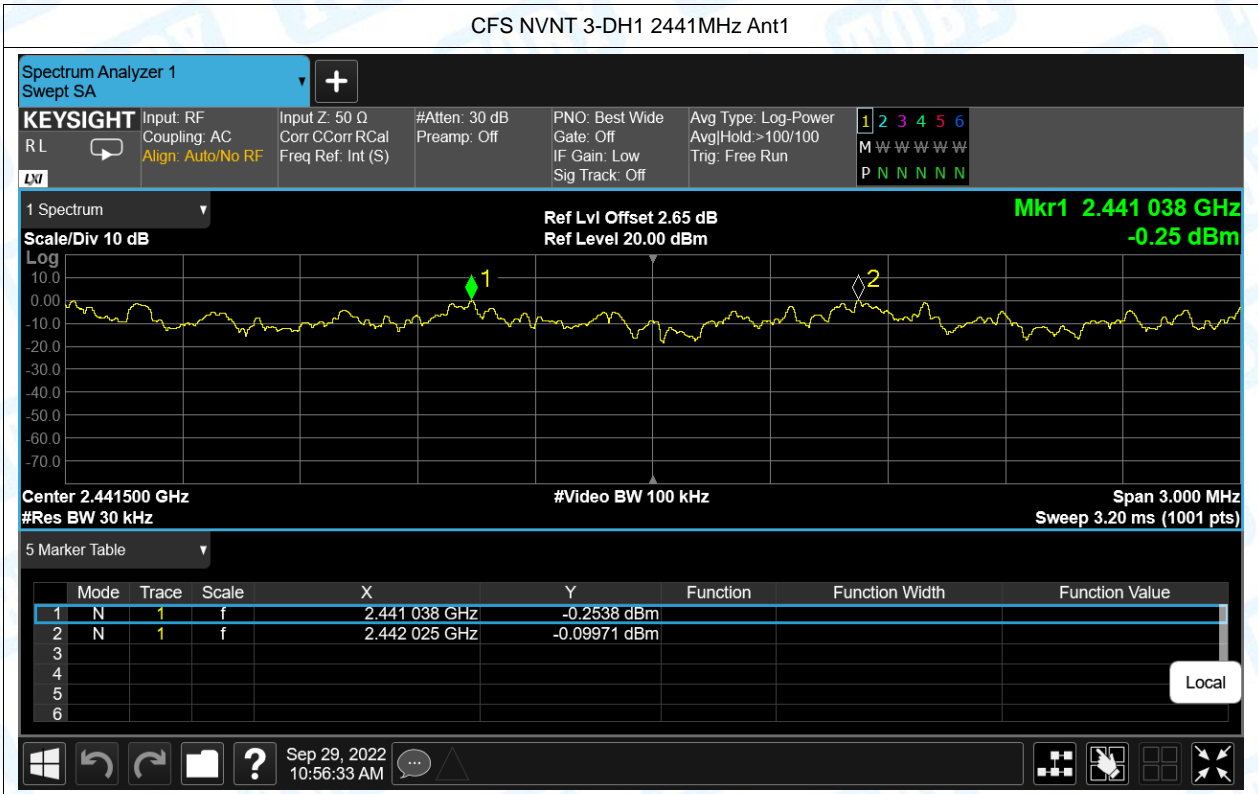 CFS NVNT 3-DH1 2441MHz Ant1
Spectrum Analyzer 1
Swept SA
KEYSIGHT
RL
LXI
Input: RF
Coupling: AC
Align: Auto/No RF
Input Z: 50 Ω
Corr CCorr RCal
Freq Ref: Int (S)
#Atten: 30 dB
Preamp: Off
PNO: Best Wide
Gate: Off
IF Gain: Low
Sig Track: Off
Avg Type: Log-Power
Avg|Hold:>100/100
Trig: Free Run
1 2 3 4 5 6
M W W W W W
P N N N N N
1 Spectrum
Scale/Div 10 dB
Ref Lvl Offset 2.65 dB
Ref Level 20.00 dBm
Mkr1 2.441 038 GHz
-0.25 dBm
Log
10.0
0.00
-10.0
-20.0
-30.0
-40.0
-50.0
-60.0
-70.0
1
2
Center 2.441500 GHz
#Video BW 100 kHz
Span 3.000 MHz
#Res BW 30 kHz
Sweep 3.20 ms (1001 pts)
5 Marker Table
Mode Trace Scale X Y Function Function Width Function Value
1 N 1 f 2.441 038 GHz -0.2538 dBm
2 N 1 f 2.442 025 GHz -0.09971 dBm
3
4
5
6
Local
?
Sep 29, 2022
10:56:33 AM